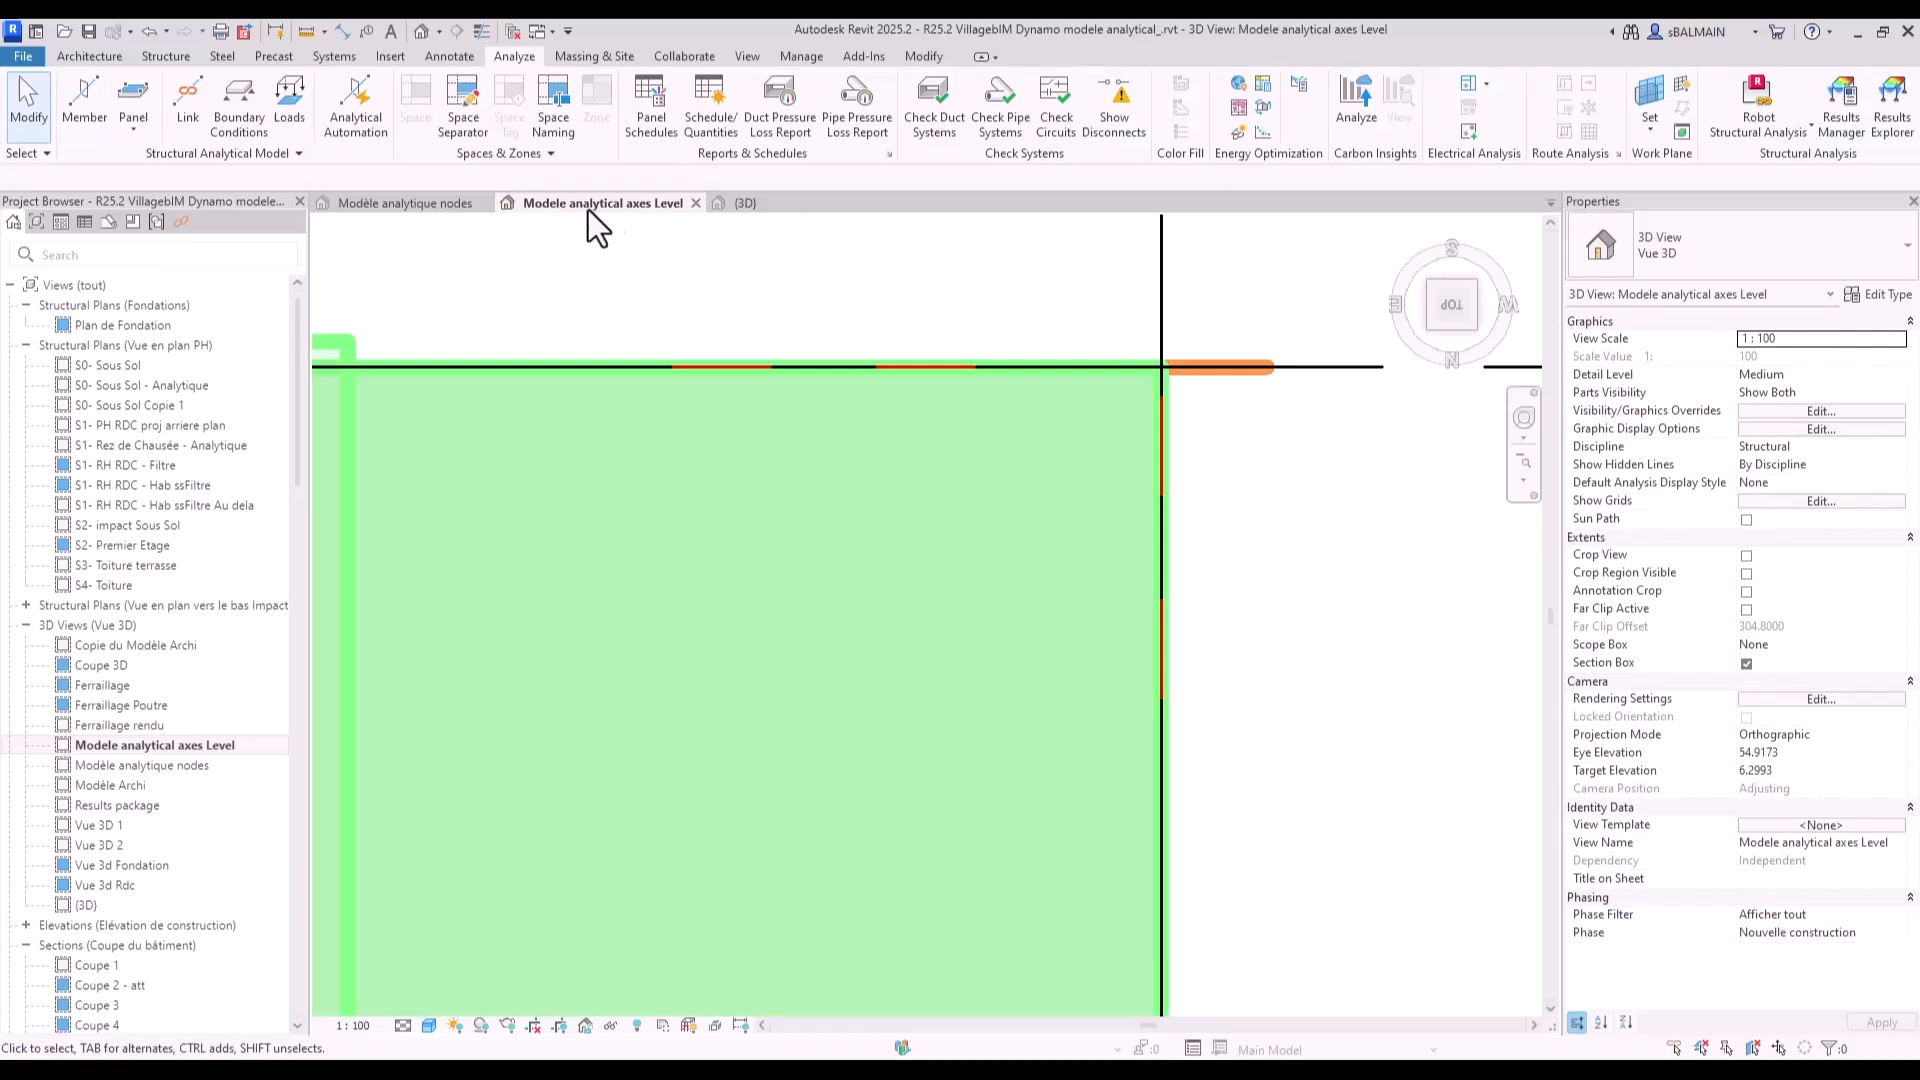 R
Autodesk Revit 2025.2 - R25.2 VillagebIM Dynamo modele analytical_.rvt - 3D View: Modele analytical axes Level
sBALMAIN
File Architecture Structure Steel Precast Systems Insert Annotate Analyze Massing & Site Collaborate View Manage Add-Ins Modify
Modify Member Panel Link Boundary Conditions Loads Analytical Automation Space Space Separator Space Tag Space Naming Zone Panel Schedules Schedule/ Quantities Duct Pressure Loss Report Pipe Pressure Loss Report Check Duct Systems Check Pipe Systems Check Circuits Show Disconnects Analyze View Set Robot Structural Analysis Results Manager Results Explorer
Select Structural Analytical Model Spaces & Zones Reports & Schedules Check Systems Color Fill Energy Optimization Carbon Insights Electrical Analysis Route Analysis Work Plane Structural Analysis
Project Browser - R25.2 VillagebIM Dynamo modele...
Search
Views (tout)
Structural Plans (Fondations)
Plan de Fondation
Structural Plans (Vue en plan PH)
S0- Sous Sol
S0- Sous Sol - Analytique
S0- Sous Sol Copie 1
S1- PH RDC proj arriere plan
S1- Rez de Chausée - Analytique
S1- RH RDC - Filtre
S1- RH RDC - Hab ssFiltre
S1- RH RDC - Hab ssFiltre Au dela
S2- impact Sous Sol
S2- Premier Etage
S3- Toiture terrasse
S4- Toiture
Structural Plans (Vue en plan vers le bas Impact
3D Views (Vue 3D)
Copie du Modèle Archi
Coupe 3D
Ferraillage
Ferraillage Poutre
Ferraillage rendu
Modele analytical axes Level
Modèle analytique nodes
Modèle Archi
Results package
Vue 3D 1
Vue 3D 2
Vue 3d Fondation
Vue 3d Rdc
{3D}
Elevations (Elévation de construction)
Sections (Coupe du bâtiment)
Coupe 1
Coupe 2 - att
Coupe 3
Coupe 4
Modèle analytique nodes Modele analytical axes Level {3D}
S
E TOP W
N
1 : 100
Properties
3D View
Vue 3D
3D View: Modele analytical axes Level Edit Type
Graphics
View Scale 1 : 100
Scale Value 1: 100
Detail Level Medium
Parts Visibility Show Both
Visibility/Graphics Overrides Edit...
Graphic Display Options Edit...
Discipline Structural
Show Hidden Lines By Discipline
Default Analysis Display Style None
Show Grids Edit...
Sun Path
Extents
Crop View
Crop Region Visible
Annotation Crop
Far Clip Active
Far Clip Offset 304.8000
Scope Box None
Section Box
Camera
Rendering Settings Edit...
Locked Orientation
Projection Mode Orthographic
Eye Elevation 54.9173
Target Elevation 6.2993
Camera Position Adjusting
Identity Data
View Template <None>
View Name Modele analytical axes Level
Dependency Independent
Title on Sheet
Phasing
Phase Filter Afficher tout
Phase Nouvelle construction
Apply
Click to select, TAB for alternates, CTRL adds, SHIFT unselects.
:0
Main Model
:0